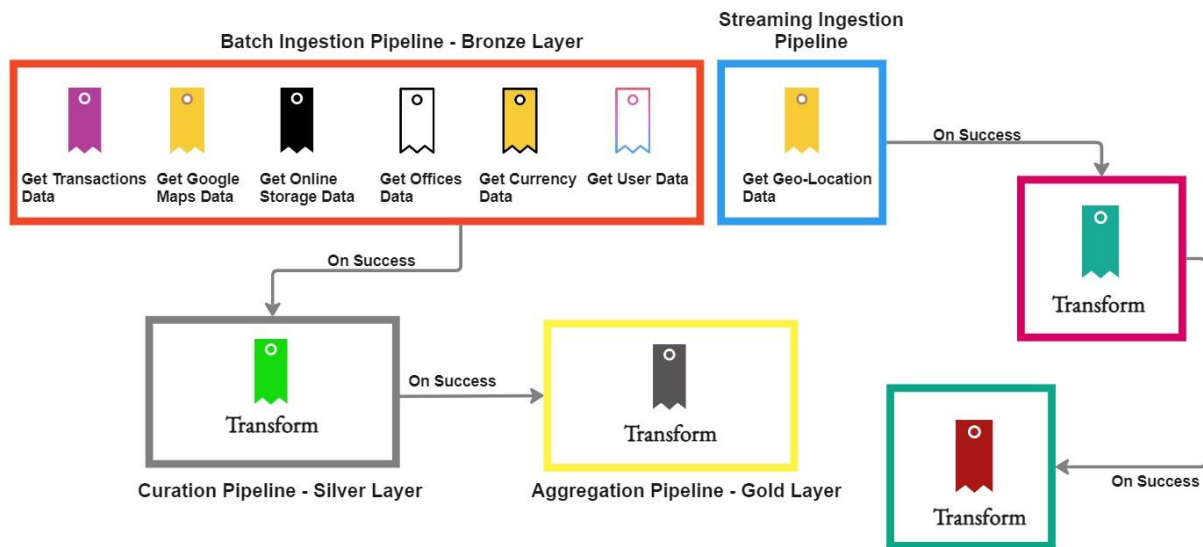 Batch Ingestion Pipeline - Bronze Layer
Streaming Ingestion
Pipeline
Get Transactions
Data
Get Google
Maps Data
Get Online
Storage Data
Get Offices
Data
Get Currency
Data
Get User Data
Get Geo-Location
Data
On Success
On Success
Transform
Transform
On Success
Transform
Transform
On Success
Curation Pipeline - Silver Layer
Aggregation Pipeline - Gold Layer